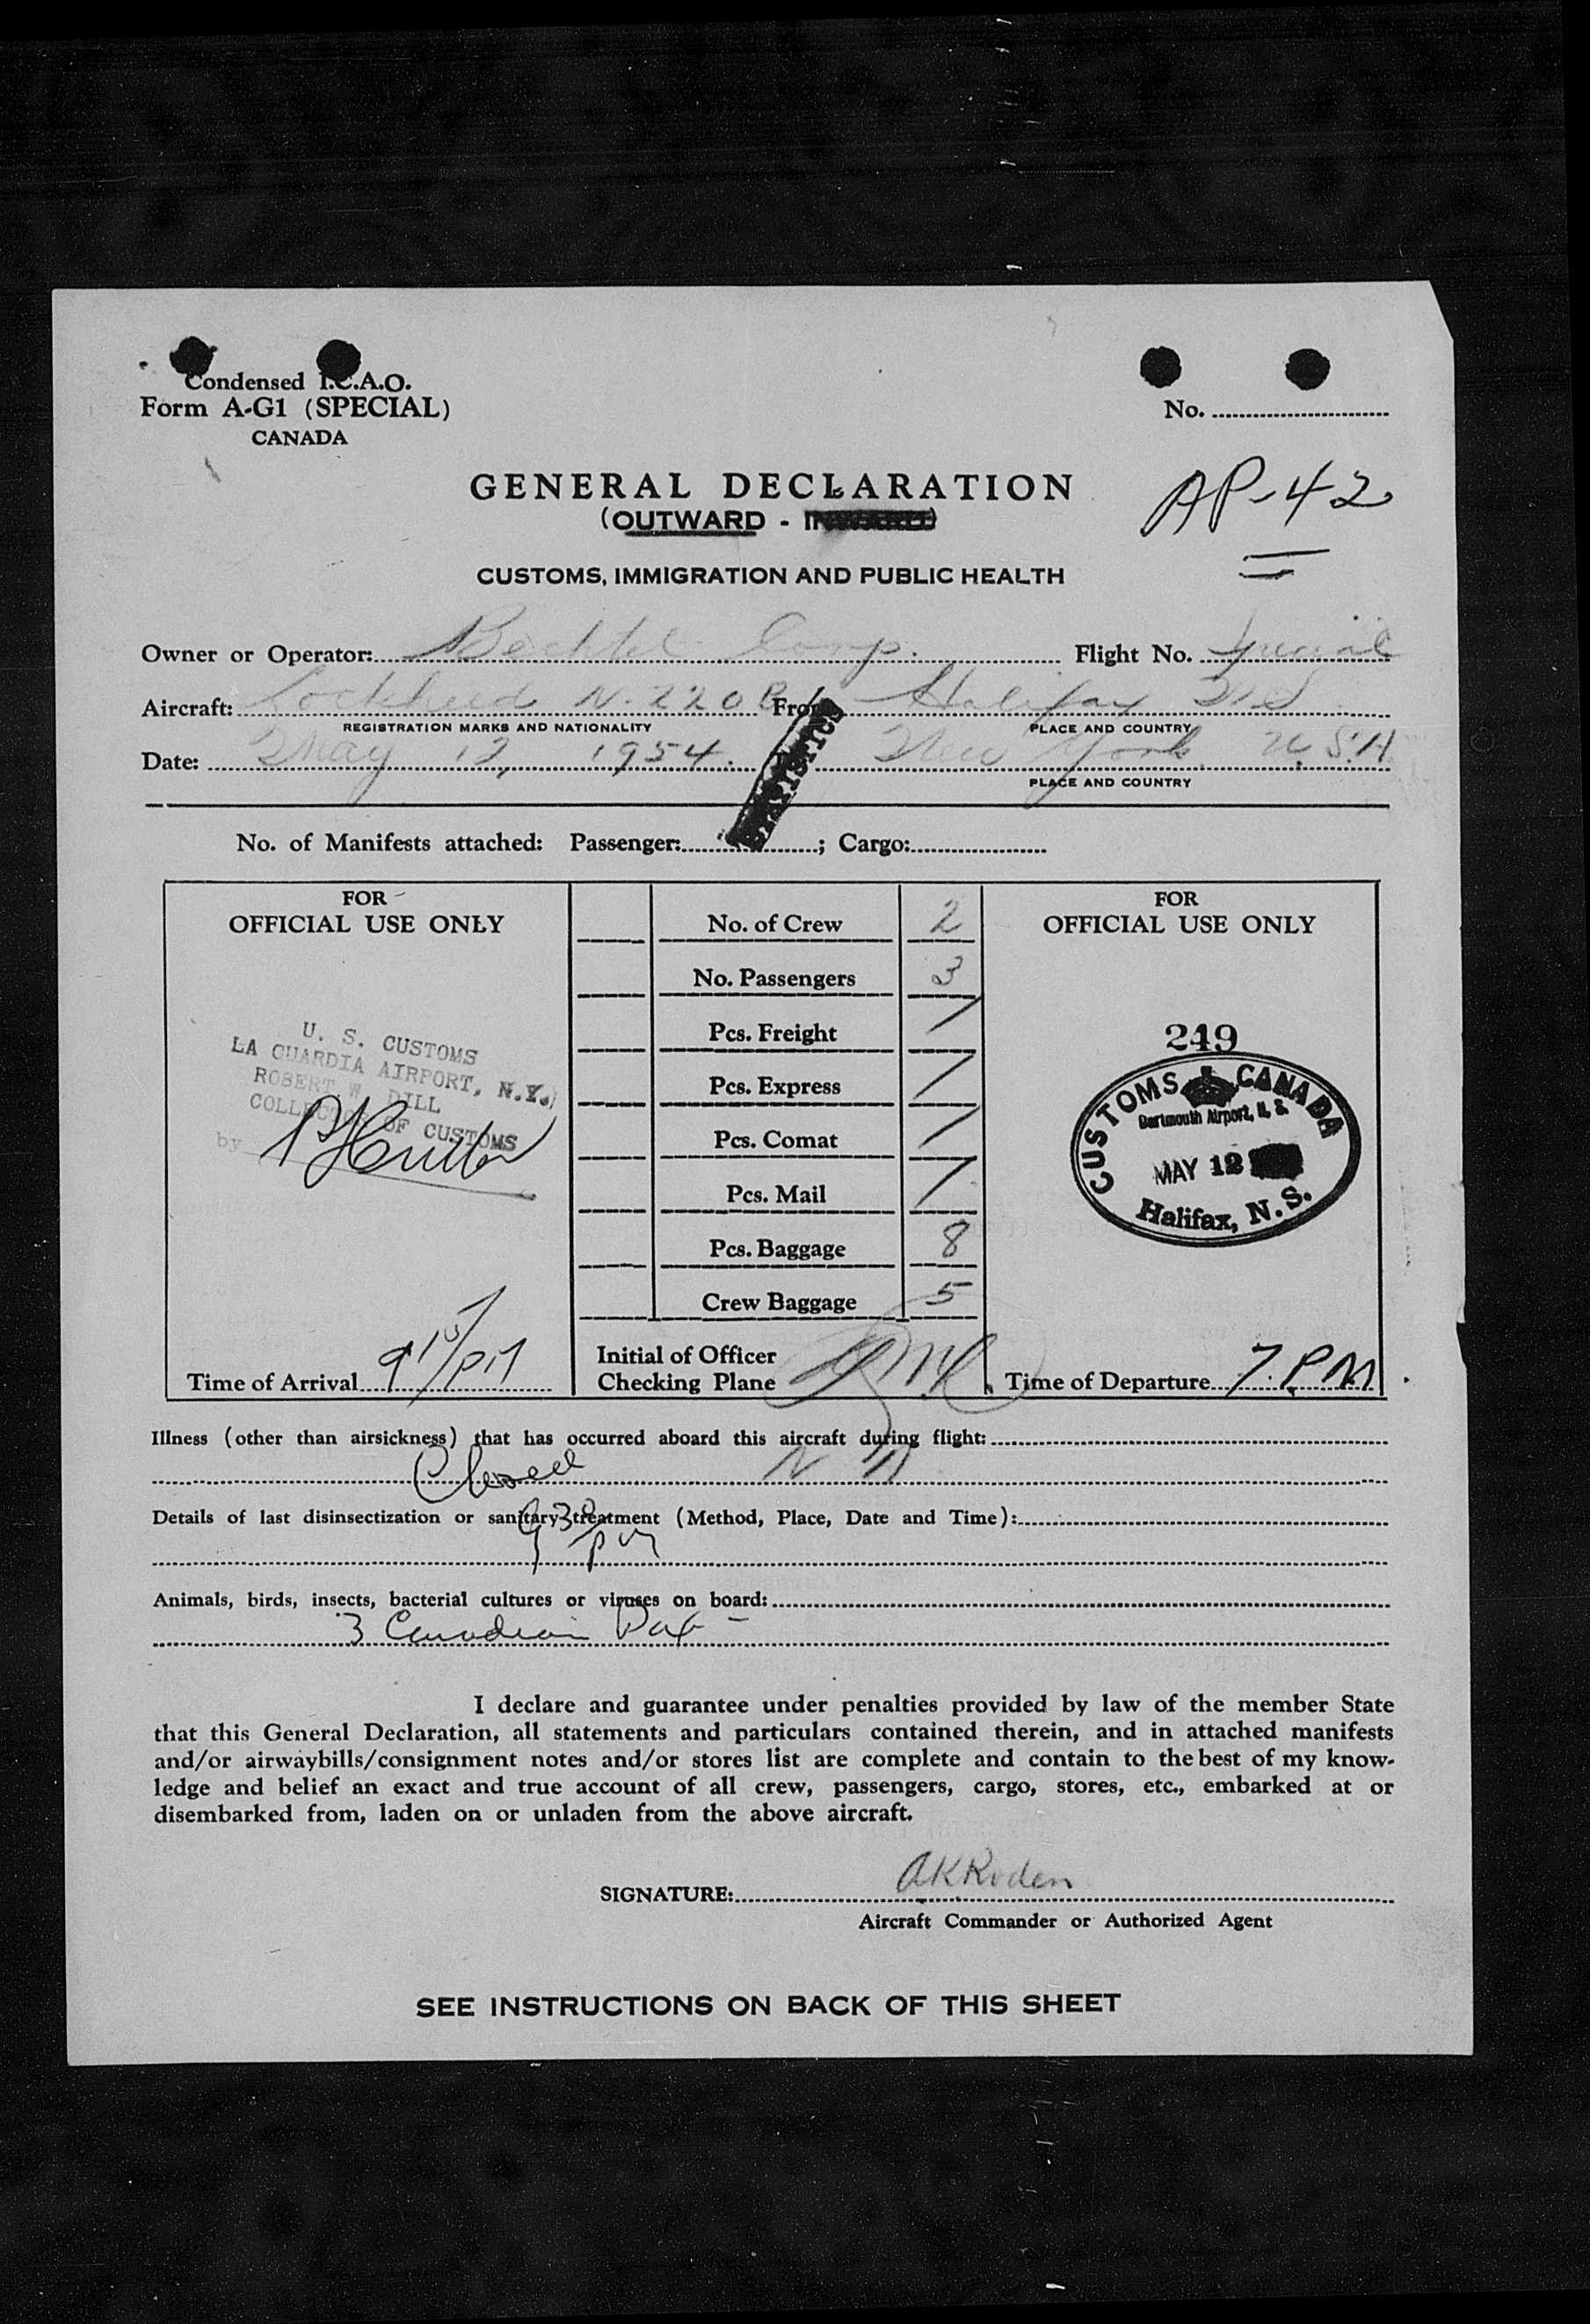 Condensed I.C.A.O.
Form A-G1 (SPECIAL)
CANADA
No.
AP-42
GENERAL DECLARATION
(OUTWARD - INWARD)
CUSTOMS, IMMIGRATION AND PUBLIC HEALTH
Owner or Operator: Bechtel Corp. Flight No. Special
Aircraft: Lockheed N-220B From Halifax N S
REGISTRATION MARKS AND NATIONALITY PLACE AND COUNTRY
Date: May 12, 1954. New York U.S.A
PLACE AND COUNTRY
No. of Manifests attached: Passenger: ; Cargo:
FOR
OFFICIAL USE ONLY
U. S. CUSTOMS
LA GUARDIA AIRPORT, N.Y.
ROBERT W. DILL
COLLECTOR OF CUSTOMS
by
Time of Arrival 9 15/PM
No. of Crew 2
No. Passengers 3
Pcs. Freight /
Pcs. Express /
Pcs. Comat /
Pcs. Mail /
Pcs. Baggage 8
Crew Baggage 5
Initial of Officer
Checking Plane
FOR
OFFICIAL USE ONLY
249
CUSTOMS CANADA
Dartmouth Airport, N. S.
MAY 12
Halifax, N.S.
Time of Departure 7.PM.
Illness (other than airsickness) that has occurred aboard this aircraft during flight:
Closed
Details of last disinsectization or sanitary treatment (Method, Place, Date and Time):
9 30/pm
Animals, birds, insects, bacterial cultures or viruses on board:
3 Canadian Pax -
I declare and guarantee under penalties provided by law of the member State
that this General Declaration, all statements and particulars contained therein, and in attached manifests
and/or airwaybills/consignment notes and/or stores list are complete and contain to the best of my know-
ledge and belief an exact and true account of all crew, passengers, cargo, stores, etc., embarked at or
disembarked from, laden on or unladen from the above aircraft.
SIGNATURE: AKRoden
Aircraft Commander or Authorized Agent
SEE INSTRUCTIONS ON BACK OF THIS SHEET